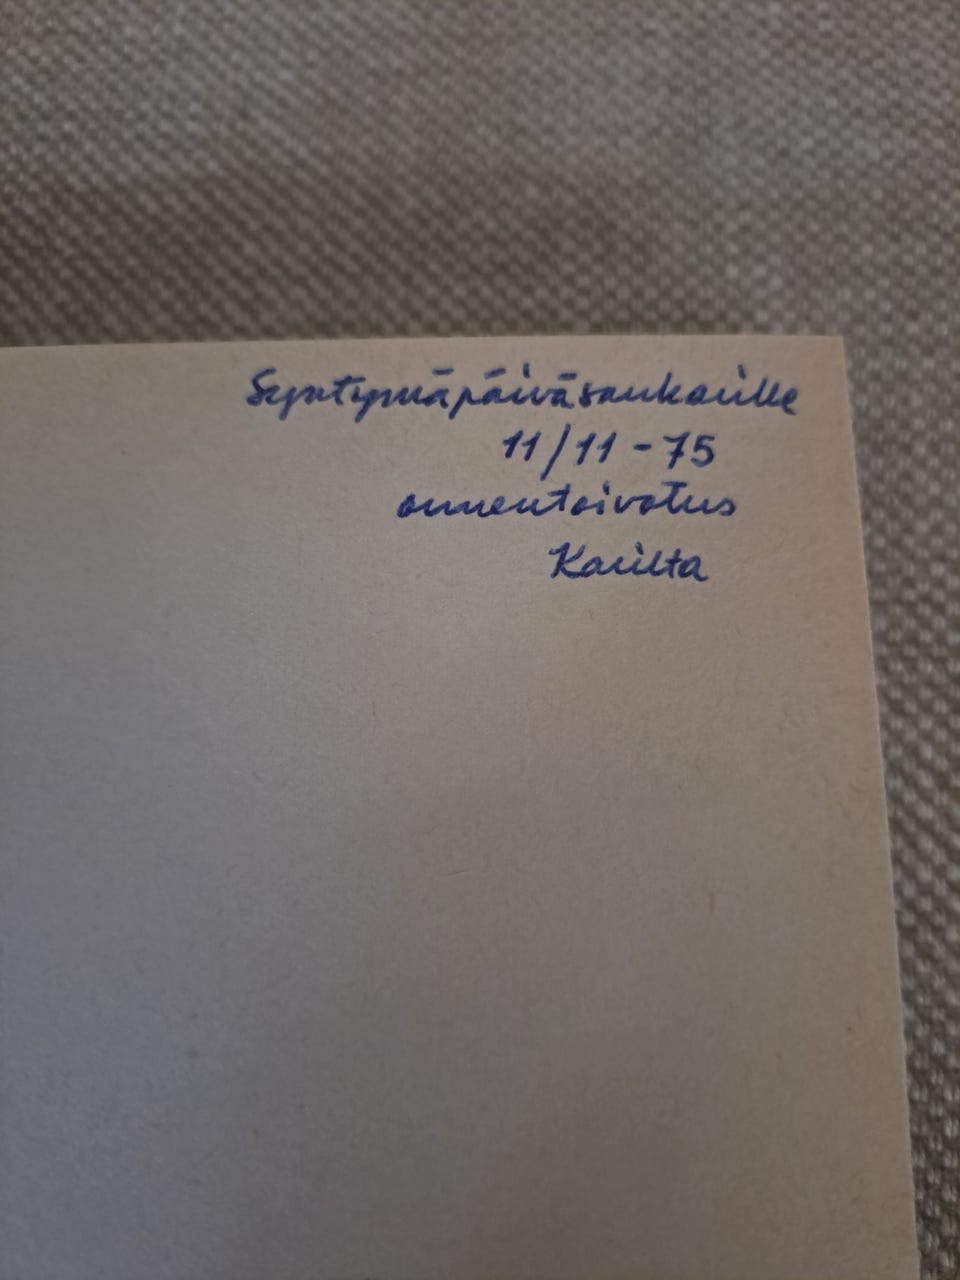 Syntymäpäiväsankarille
11/11 - 75
onnentoivotus
Karilta